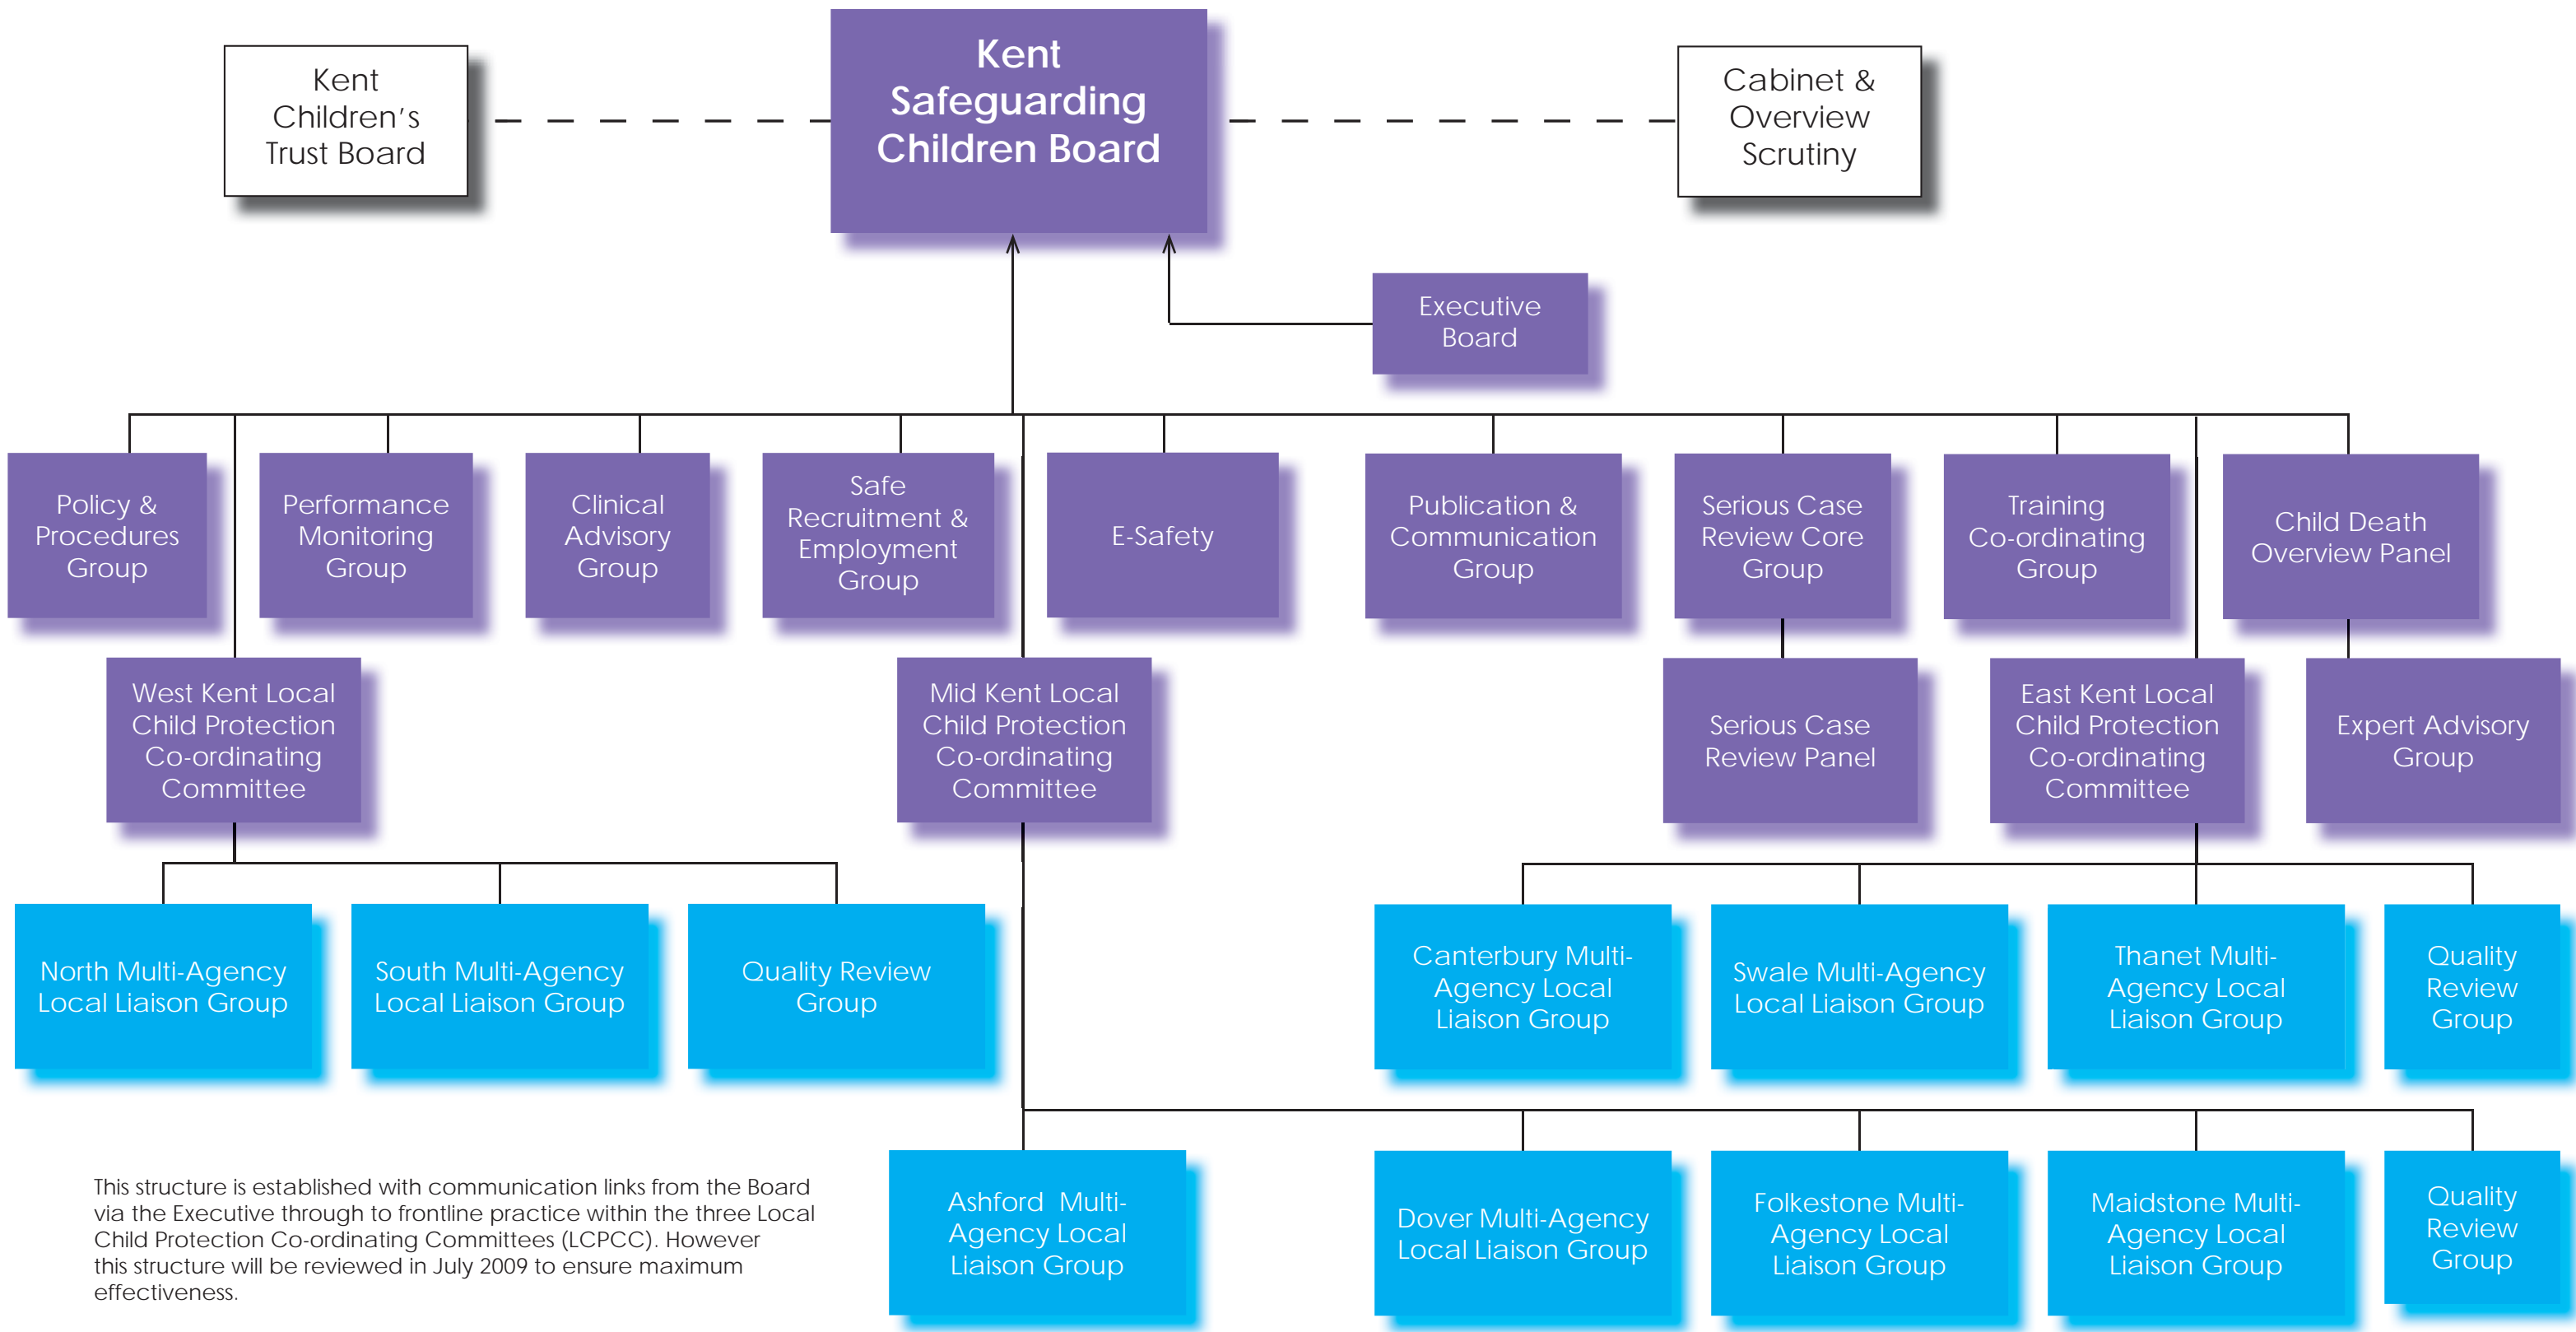 Kent
Children's
Trust Board
Kent
Safeguarding
Children Board
Cabinet &
Overview
Scrutiny
Executive
Board
Policy &
Procedures
Group
Performance
Monitoring
Group
Clinical
Advisory
Group
Safe
Recruitment &
Employment
Group
E-Safety
Publication &
Communication
Group
Serious Case
Review Core
Group
Training
Co-ordinating
Group
Child Death
Overview Panel
West Kent Local
Child Protection
Co-ordinating
Committee
Mid Kent Local
Child Protection
Co-ordinating
Committee
Serious Case
Review Panel
East Kent Local
Child Protection
Co-ordinating
Committee
Expert Advisory
Group
North Multi-Agency
Local Liaison Group
South Multi-Agency
Local Liaison Group
Quality Review
Group
Canterbury Multi-
Agency Local
Liaison Group
Swale Multi-Agency
Local Liaison Group
Thanet Multi-
Agency Local
Liaison Group
Quality
Review
Group
This structure is established with communication links from the Board
via the Executive through to frontline practice within the three Local
Child Protection Co-ordinating Committees (LCPCC). However
this structure will be reviewed in July 2009 to ensure maximum
effectiveness.
Ashford  Multi-
Agency Local
Liaison Group
Dover Multi-Agency
Local Liaison Group
Folkestone Multi-
Agency Local
Liaison Group
Maidstone Multi-
Agency Local
Liaison Group
Quality
Review
Group